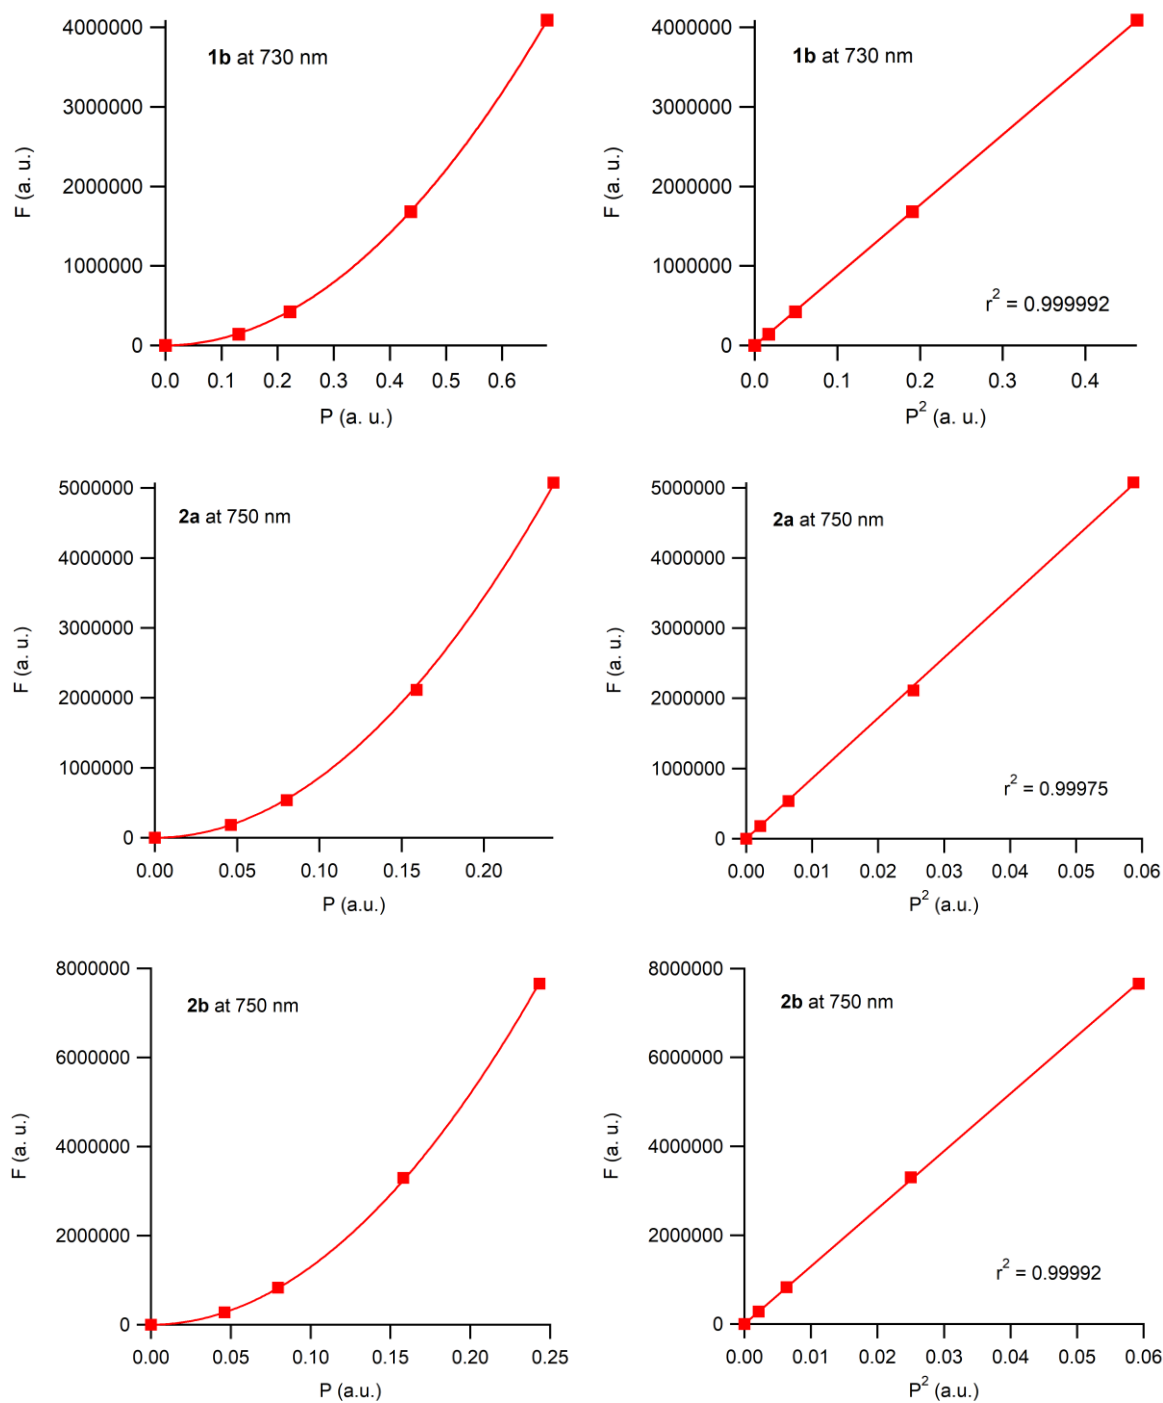 4000000
3000000
2000000
1000000
0
F (a. u.)
1b at 730 nm
0.0 0.1 0.2 0.3 0.4 0.5 0.6
P (a. u.)
4000000
3000000
2000000
1000000
0
F (a. u.)
1b at 730 nm
r² = 0.999992
0.0 0.1 0.2 0.3 0.4
P² (a. u.)
5000000
4000000
3000000
2000000
1000000
0
F (a. u.)
2a at 750 nm
0.00 0.05 0.10 0.15 0.20
P (a.u.)
5000000
4000000
3000000
2000000
1000000
0
F (a. u.)
2a at 750 nm
r² = 0.99975
0.00 0.01 0.02 0.03 0.04 0.05 0.06
P² (a.u.)
8000000
6000000
4000000
2000000
0
F (a. u.)
2b at 750 nm
0.00 0.05 0.10 0.15 0.20 0.25
P (a.u.)
8000000
6000000
4000000
2000000
0
F (a. u.)
2b at 750 nm
r² = 0.99992
0.00 0.01 0.02 0.03 0.04 0.05 0.06
P² (a.u.)